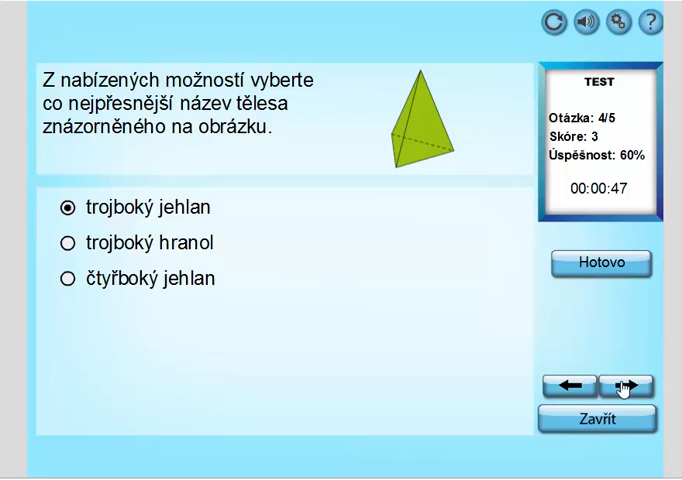 Z nabízených možností vyberte
co nejpřesnější název tělesa
znázorněného na obrázku.
trojboký jehlan
trojboký hranol
čtyřboký jehlan
?
TEST
Otázka: 4/5
Skóre: 3
Úspěšnost: 60%
00:00:47
Hotovo
Zavřít